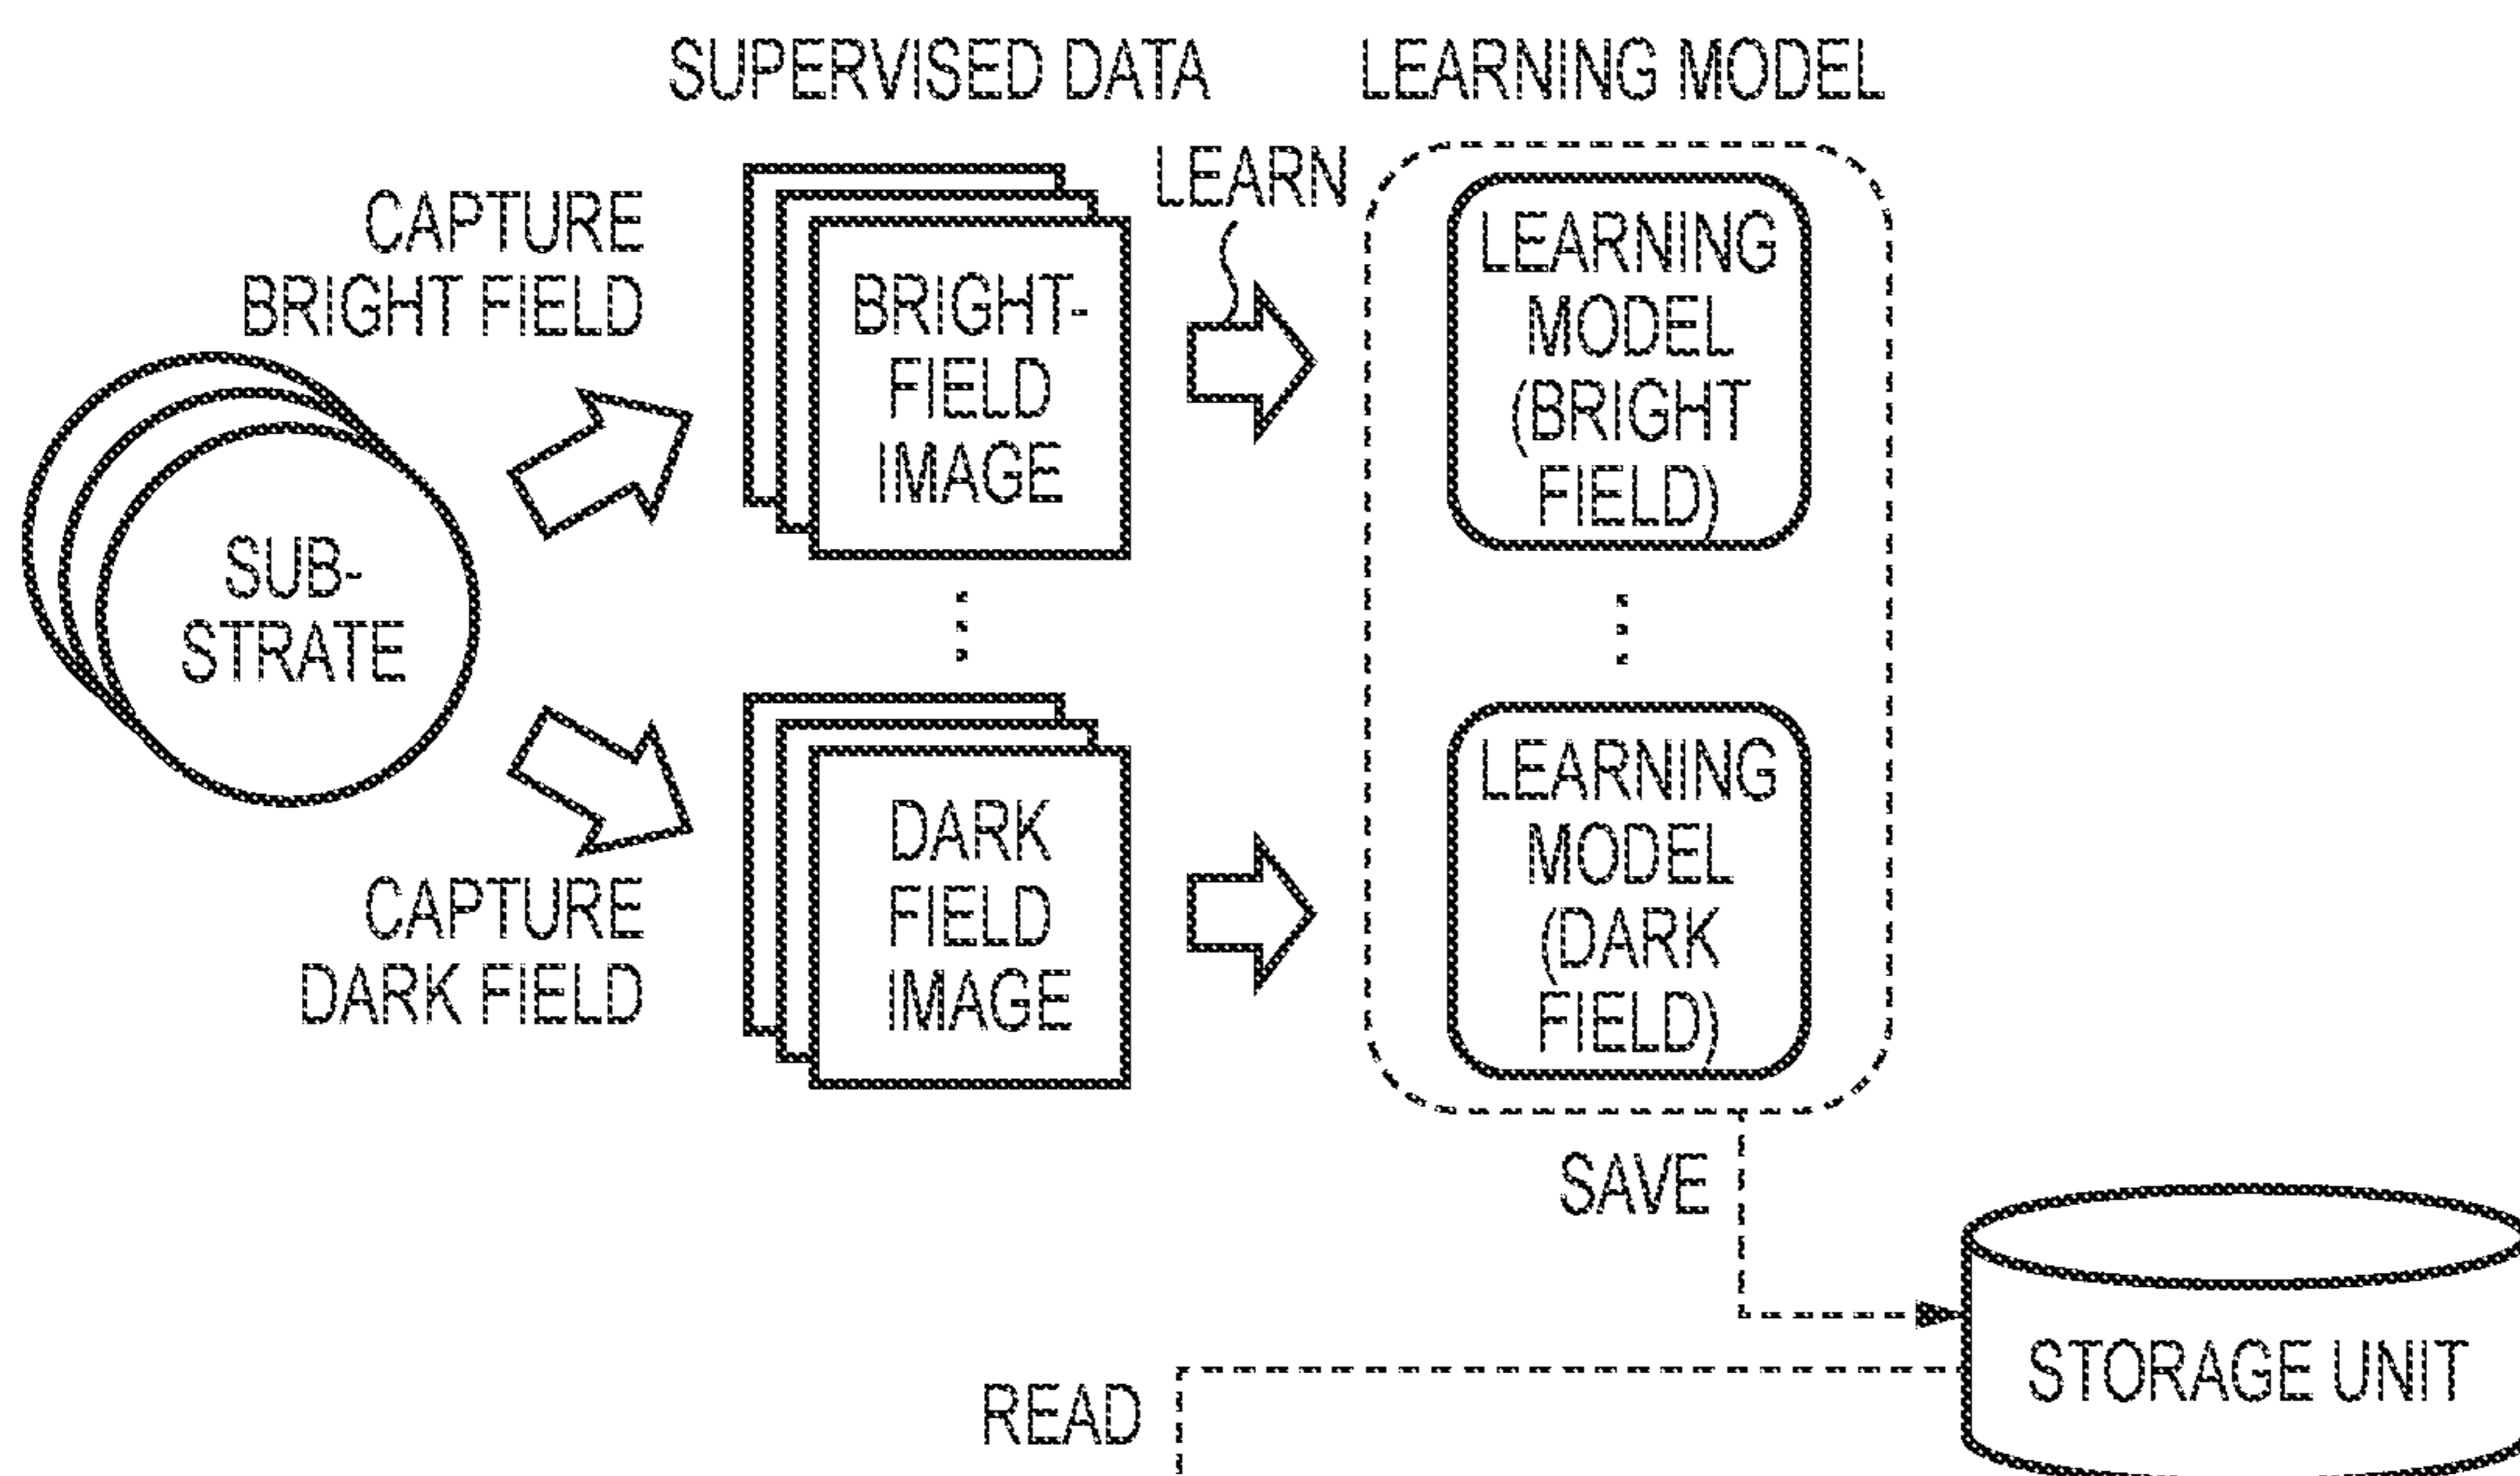 SUPERVISED DATA
LEARNING MODEL
LEARN
CAPTURE
BRIGHT FIELD
BRIGHT-
FIELD
IMAGE
LEARNING
MODEL
(BRIGHT
FIELD)
SUB-
STRATE
CAPTURE
DARK FIELD
DARK
FIELD
IMAGE
LEARNING
MODEL
(DARK
FIELD)
SAVE
STORAGE UNIT
READ